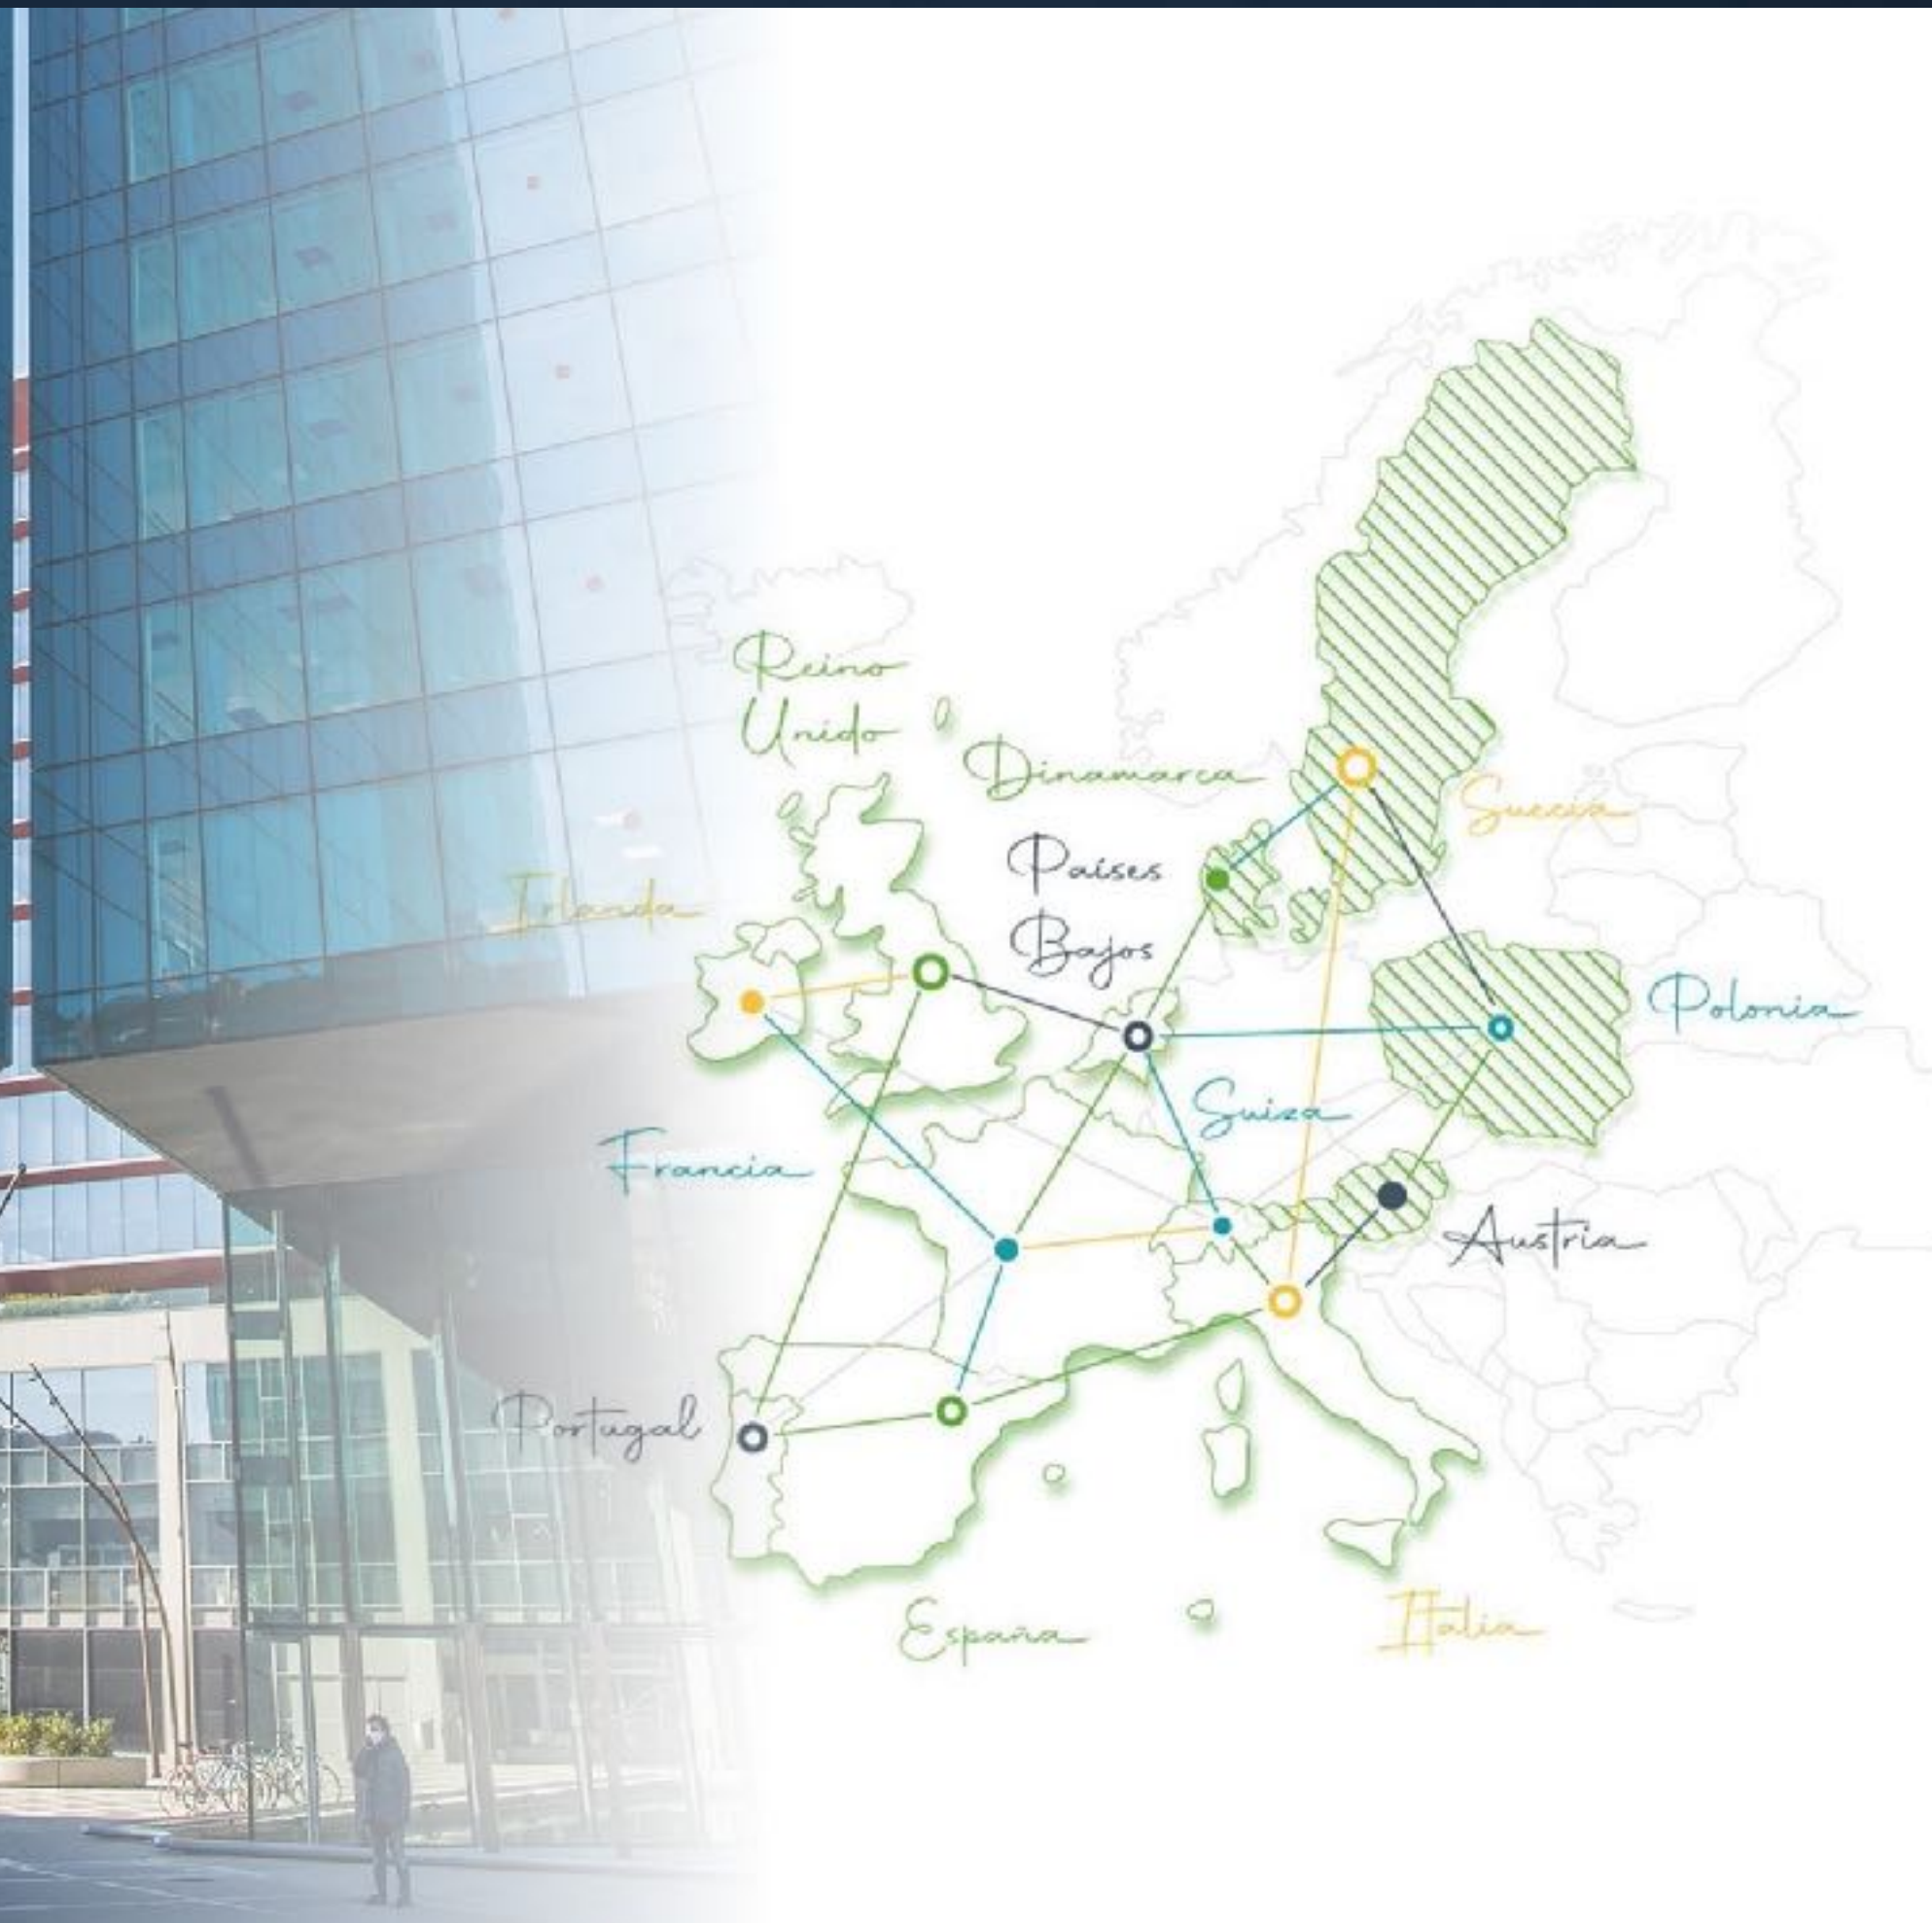 Reino
Unido
Dinamarca
Suecia
Países
Bajos
Irlanda
Polonia
Suiza
Francia
Austria
Portugal
España
Italia